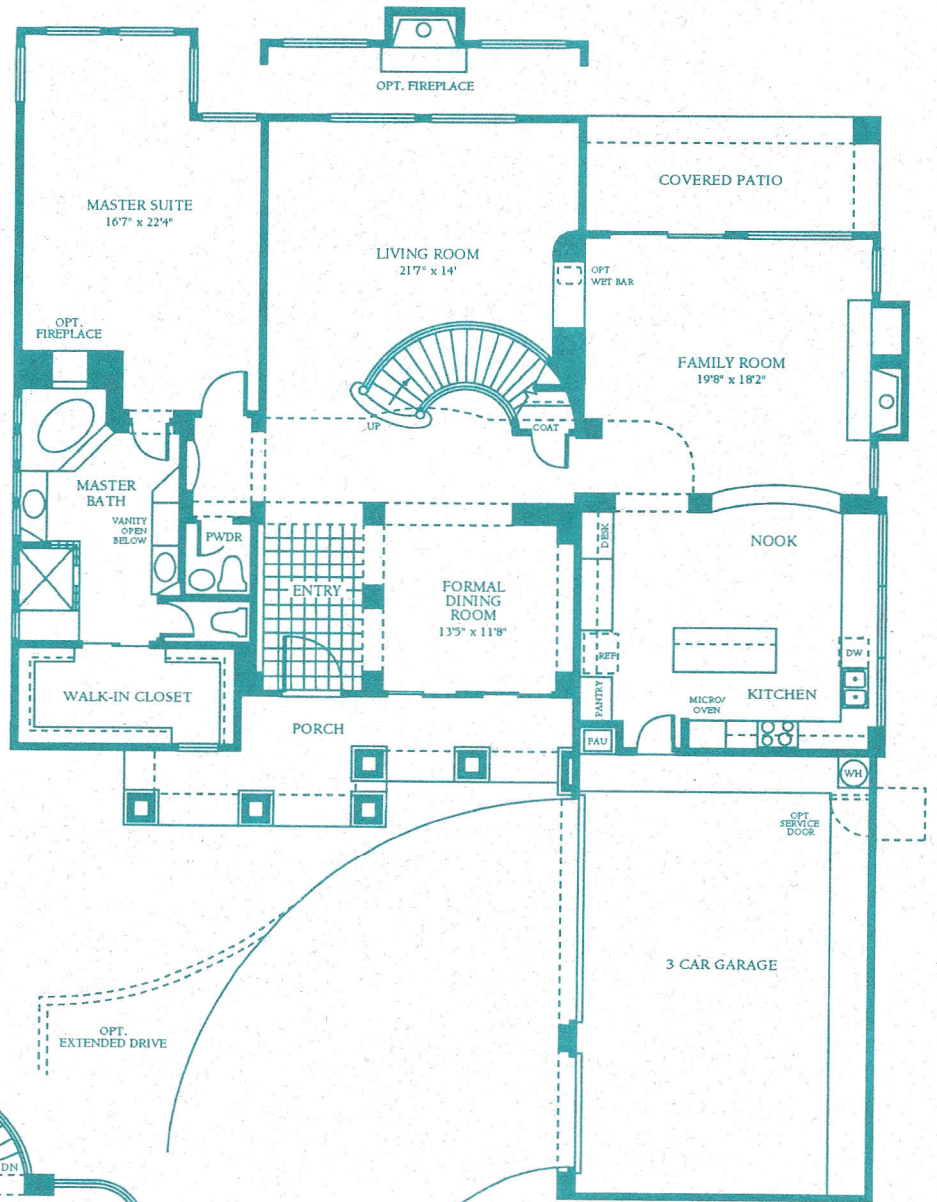 OPT. FIREPLACE
COVERED PATIO
MASTER SUITE
16'7" x 22'4"
LIVING ROOM
21'7" x 14'
OPT
WET BAR
OPT.
FIREPLACE
FAMILY ROOM
19'8" x 18'2"
UP
COAT
MASTER
BATH
VANITY
OPEN
BELOW
PWDR
DESK
NOOK
ENTRY
FORMAL
DINING
ROOM
13'5" x 11'8"
REF
DW
PANTRY
MICRO/
OVEN
KITCHEN
WALK-IN CLOSET
PORCH
FAU
WH
OPT
SERVICE
DOOR
3 CAR GARAGE
OPT.
EXTENDED DRIVE
DN